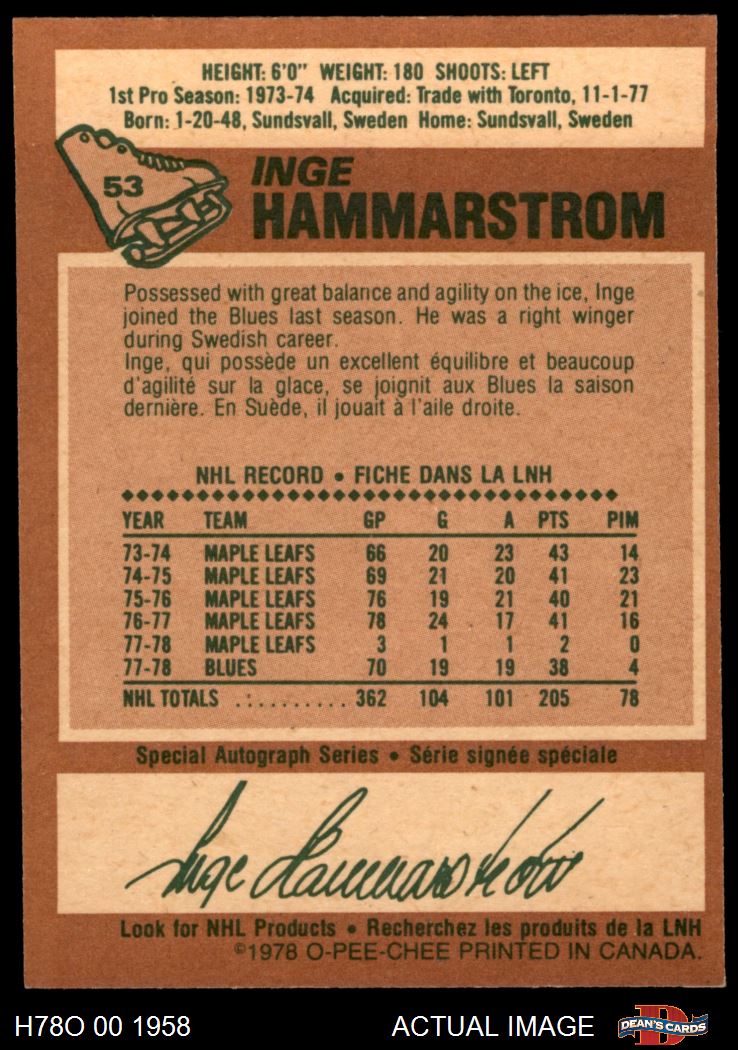 HEIGHT: 6'0" WEIGHT: 180 SHOOTS: LEFT
1st Pro Season: 1973-74 Acquired: Trade with Toronto, 11-1-77
Born: 1-20-48, Sundsvall, Sweden Home: Sundsvall, Sweden
53
INGE
HAMMARSTROM
Possessed with great balance and agility on the ice, Inge
joined the Blues last season. He was a right winger
during Swedish career.
Inge, qui possède un excellent équilibre et beaucoup
d'agilité sur la glace, se joignit aux Blues la saison
dernière. En Suède, il jouait à l'aile droite.
NHL RECORD • FICHE DANS LA LNH
YEAR TEAM GP G A PTS PIM
73-74 MAPLE LEAFS 66 20 23 43 14
74-75 MAPLE LEAFS 69 21 20 41 23
75-76 MAPLE LEAFS 76 19 21 40 21
76-77 MAPLE LEAFS 78 24 17 41 16
77-78 MAPLE LEAFS 3 1 1 2 0
77-78 BLUES 70 19 19 38 4
NHL TOTALS .......... 362 104 101 205 78
Special Autograph Series • Série signée spéciale
Inge Hammarström
Look for NHL Products • Recherchez les produits de la LNH
©1978 O-PEE-CHEE PRINTED IN CANADA.
H78O 00 1958 ACTUAL IMAGE DEAN'S CARDS